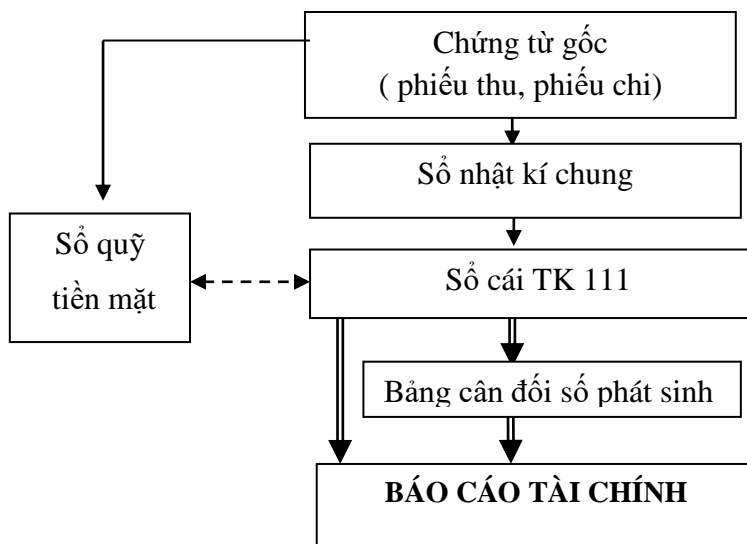 Chứng từ gốc
( phiếu thu, phiếu chi)
Sổ nhật kí chung
Sổ quỹ
tiền mặt
Sổ cái TK 111
Bảng cân đối số phát sinh
BÁO CÁO TÀI CHÍNH